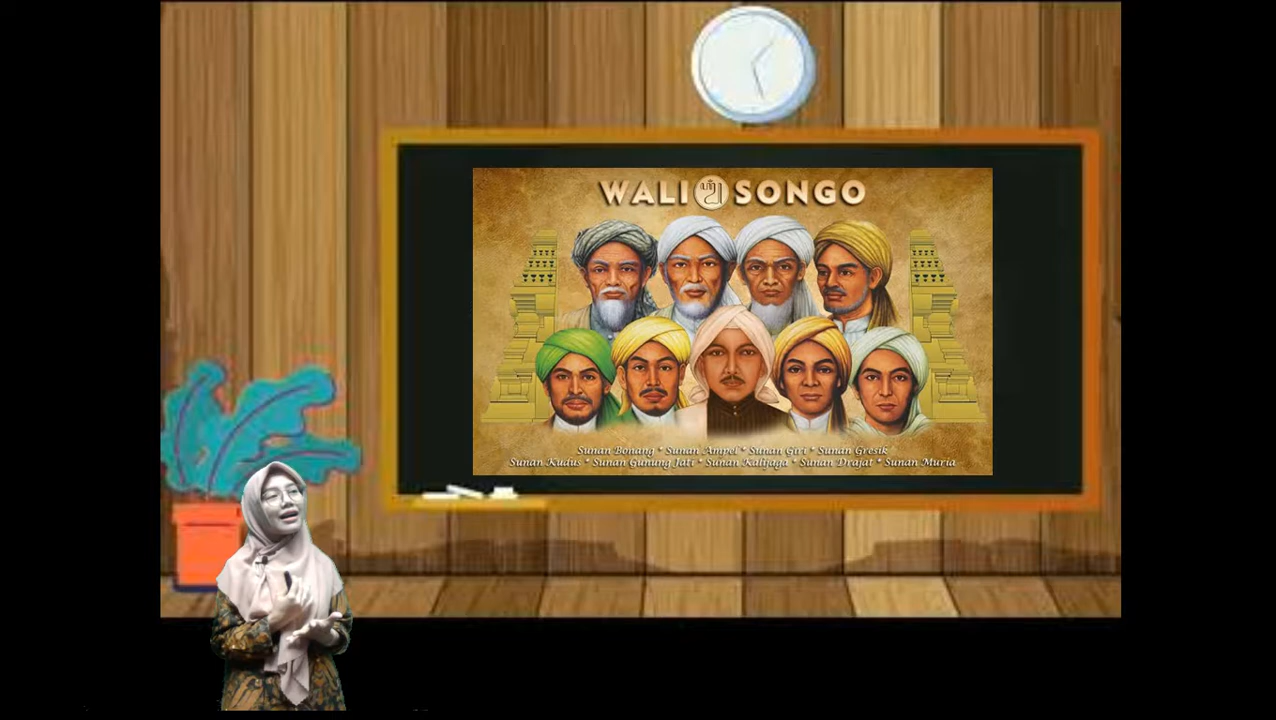 WALI SONGO
Sunan Bonang * Sunan Ampel * Sunan Giri * Sunan Gresik
Sunan Kudus * Sunan Gunung Jati * Sunan Kalijaga * Sunan Drajat * Sunan Muria